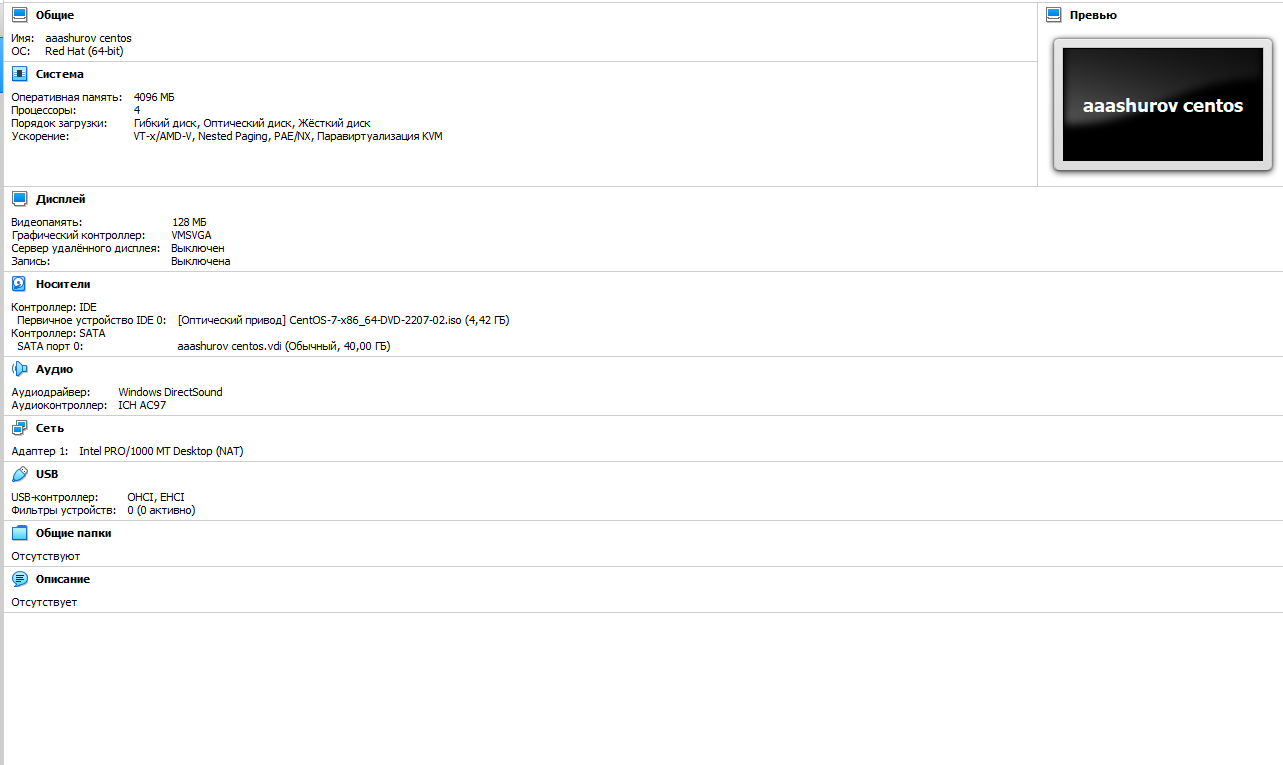 Общие
Имя: aaashurov centos
ОС: Red Hat (64-bit)
Система
Оперативная память: 4096 МБ
Процессоры: 4
Порядок загрузки: Гибкий диск, Оптический диск, Жёсткий диск
Ускорение: VT-x/AMD-V, Nested Paging, PAE/NX, Паравиртуализация KVM
Превью
aaashurov centos
Дисплей
Видеопамять: 128 МБ
Графический контроллер: VMSVGA
Сервер удалённого дисплея: Выключен
Запись: Выключена
Носители
Контроллер: IDE
Первичное устройство IDE 0: [Оптический привод] CentOS-7-x86_64-DVD-2207-02.iso (4,42 ГБ)
Контроллер: SATA
SATA порт 0: aaashurov centos.vdi (Обычный, 40,00 ГБ)
Аудио
Аудиодрайвер: Windows DirectSound
Аудиоконтроллер: ICH AC97
Сеть
Адаптер 1: Intel PRO/1000 MT Desktop (NAT)
USB
USB-контроллер: OHCI, EHCI
Фильтры устройств: 0 (0 активно)
Общие папки
Отсутствуют
Описание
Отсутствует